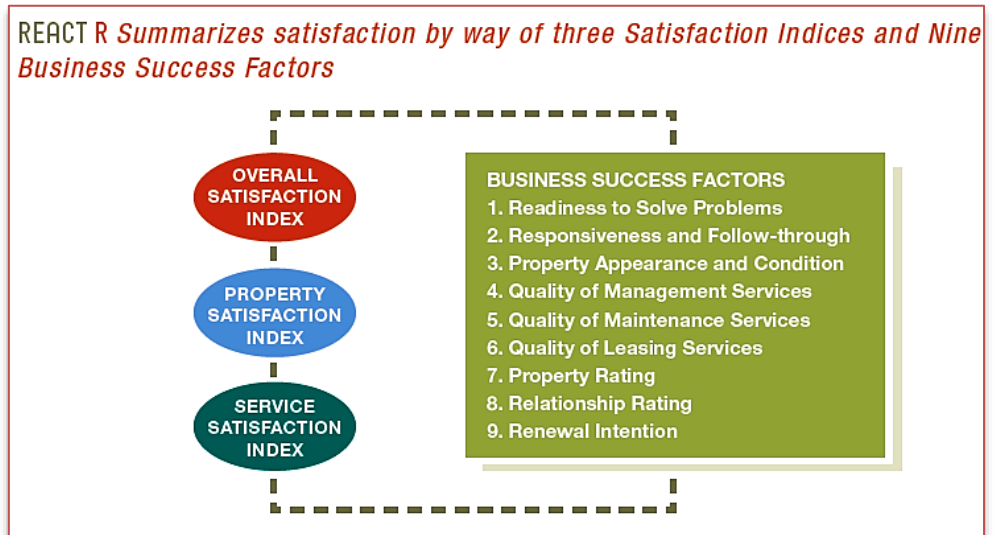 REACT R Summarizes satisfaction by way of three Satisfaction Indices and Nine
Business Success Factors
OVERALL
SATISFACTION
INDEX
PROPERTY
SATISFACTION
INDEX
SERVICE
SATISFACTION
INDEX
BUSINESS SUCCESS FACTORS
1. Readiness to Solve Problems
2. Responsiveness and Follow-through
3. Property Appearance and Condition
4. Quality of Management Services
5. Quality of Maintenance Services
6. Quality of Leasing Services
7. Property Rating
8. Relationship Rating
9. Renewal Intention